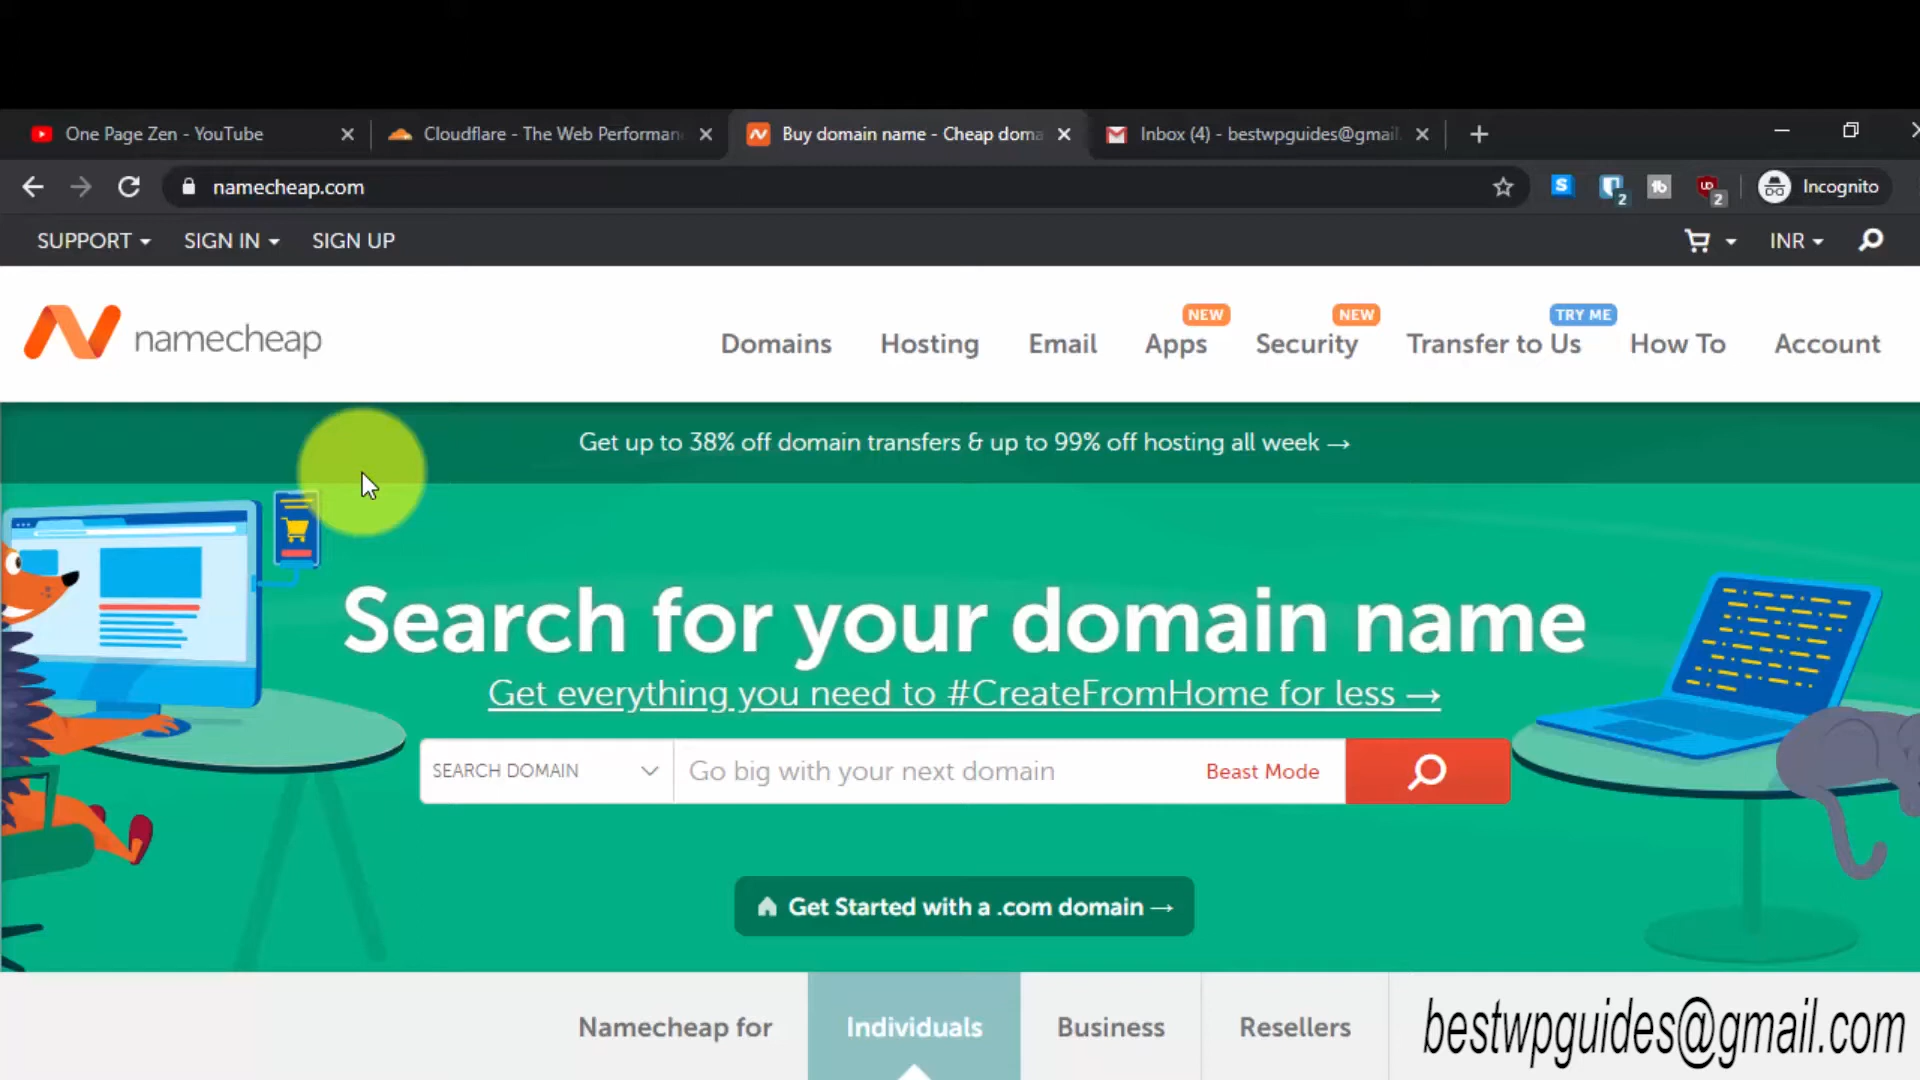 One Page Zen - YouTube
Cloudflare - The Web Performan
Buy domain name - Cheap doma
Inbox (4) - bestwpguides@gmail.
namecheap.com
S
2
tb
2
Incognito
SUPPORT
SIGN IN
SIGN UP
INR
namecheap
Domains
Hosting
Email
NEW
Apps
NEW
Security
TRY ME
Transfer to Us
How To
Account
Get up to 38% off domain transfers & up to 99% off hosting all week →
Search for your domain name
Get everything you need to #CreateFromHome for less →
SEARCH DOMAIN
Go big with your next domain
Beast Mode
Get Started with a .com domain →
Namecheap for
Individuals
Business
Resellers
bestwpguides@gmail.com